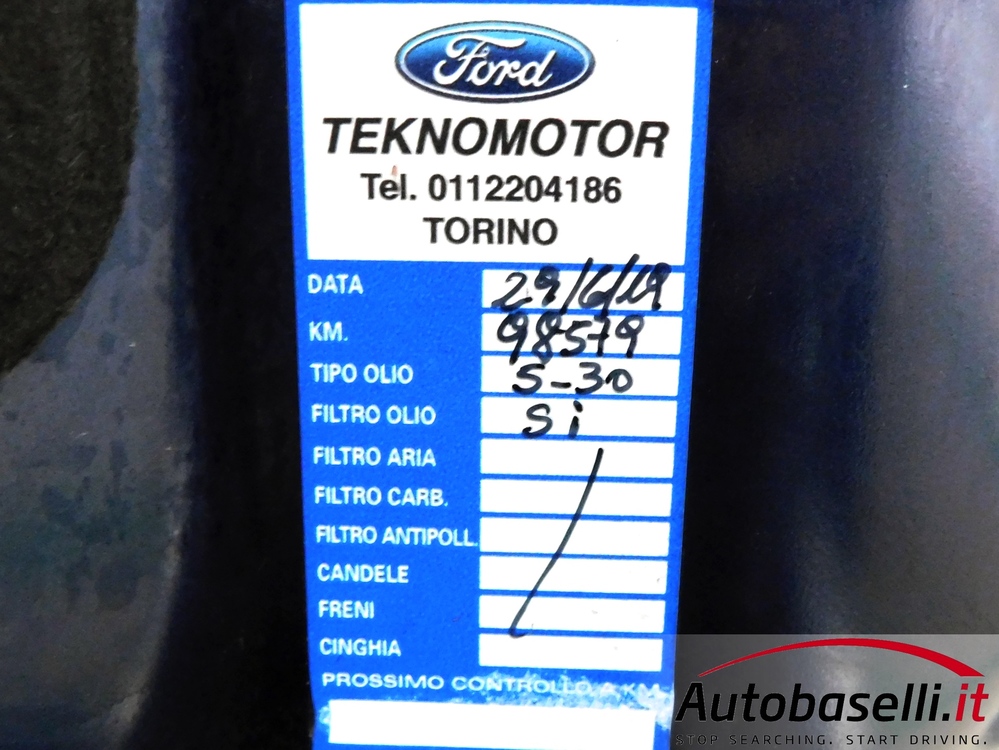 Ford
TEKNOMOTOR
Tel. 0112204186
TORINO
DATA 29/6/19
KM. 98579
TIPO OLIO 5-30
FILTRO OLIO Si
FILTRO ARIA
FILTRO CARB.
FILTRO ANTIPOLL.
CANDELE
FRENI
CINGHIA
PROSSIMO CONTROLLO A KM.
Autobaselli.it
STOP SEARCHING. START DRIVING.